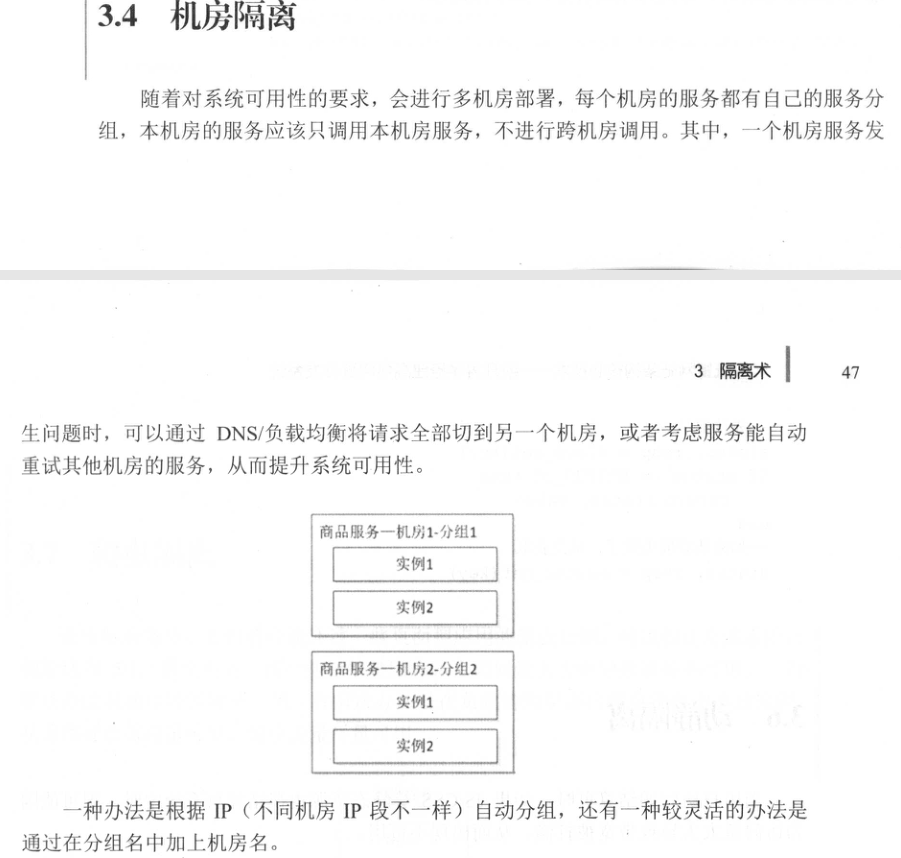 3.4 机房隔离
随着对系统可用性的要求，会进行多机房部署，每个机房的服务都有自己的服务分
组，本机房的服务应该只调用本机房服务，不进行跨机房调用。其中，一个机房服务发
3 隔离术 47
生问题时，可以通过 DNS/负载均衡将请求全部切到另一个机房，或者考虑服务能自动
重试其他机房的服务，从而提升系统可用性。
商品服务—机房1-分组1
实例1
实例2
商品服务—机房2-分组2
实例1
实例2
一种办法是根据 IP（不同机房 IP 段不一样）自动分组，还有一种较灵活的办法是
通过在分组名中加上机房名。